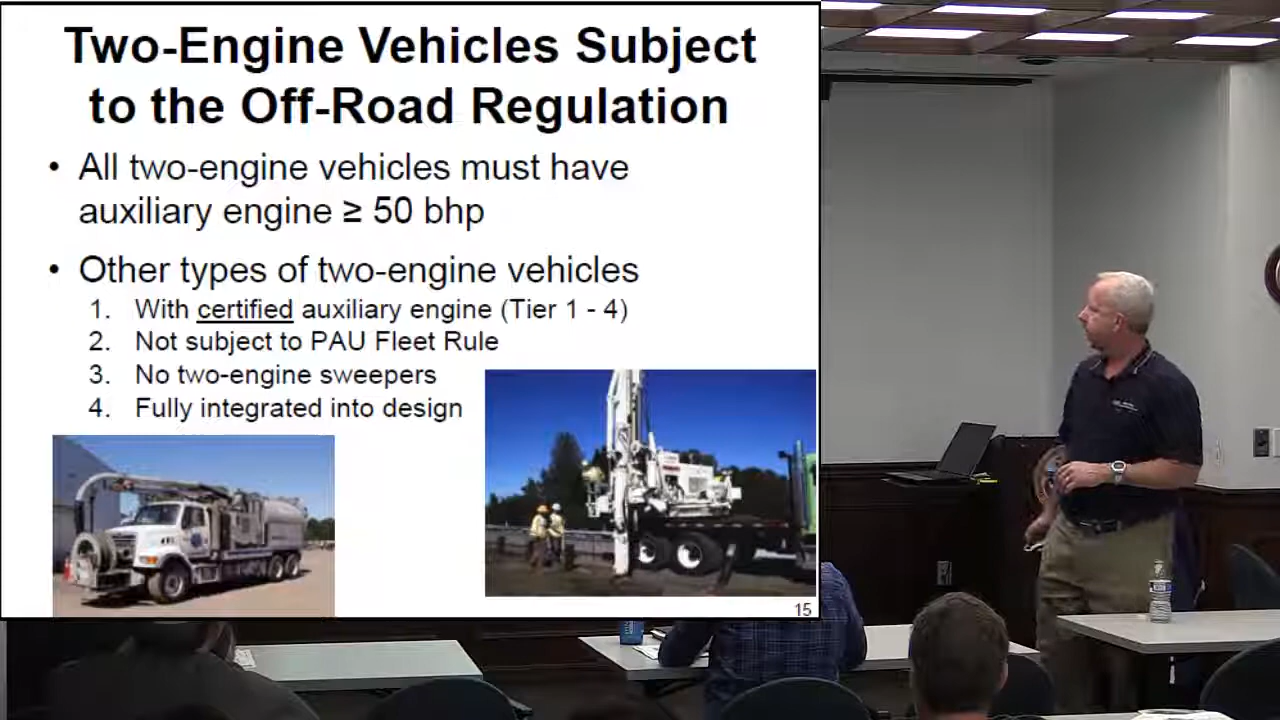 Two-Engine Vehicles Subject
to the Off-Road Regulation
• All two-engine vehicles must have
auxiliary engine ≥ 50 bhp
• Other types of two-engine vehicles
1. With certified auxiliary engine (Tier 1 - 4)
2. Not subject to PAU Fleet Rule
3. No two-engine sweepers
4. Fully integrated into design
15